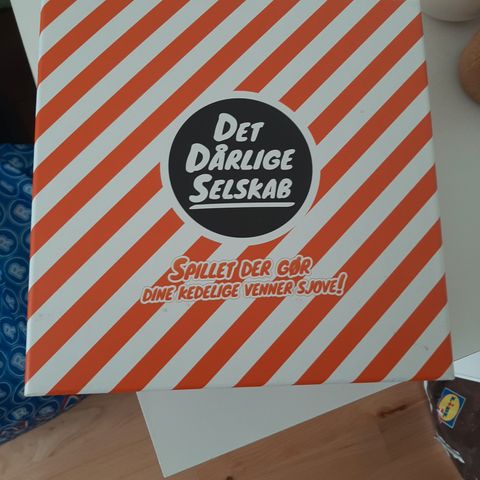 DET
DÅRLIGE
SELSKAB
SPILLET DER GØR
DINE KEDELIGE VENNER SJOVE!